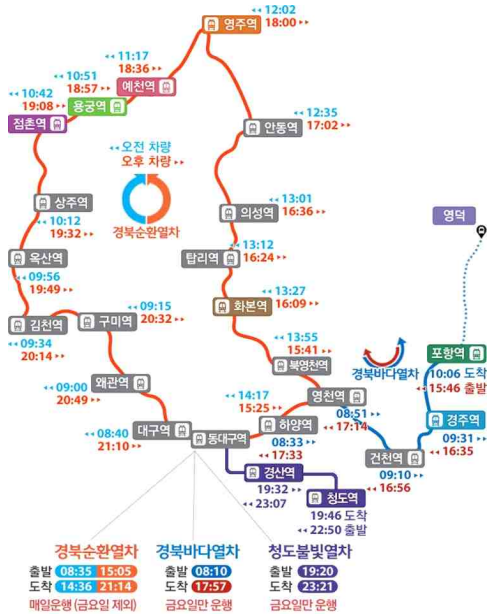 ◂◂ 12:02
영주역
18:00 ▸▸
◂◂ 11:17
18:36 ▸▸
예천역
◂◂ 10:51
18:57 ▸▸
용궁역
◂◂ 10:42
19:08 ▸▸
점촌역
◂◂ 12:35
안동역
17:02 ▸▸
◂◂ 오전 차량
오후 차량 ▸▸
경북순환열차
상주역
◂◂ 10:12
19:32 ▸▸
◂◂ 13:01
의성역
16:36 ▸▸
영덕
◂◂ 13:12
탑리역
16:24 ▸▸
옥산역
◂◂ 09:56
19:49 ▸▸
◂◂ 13:27
화본역
16:09 ▸▸
◂◂ 09:15
구미역
20:32 ▸▸
김천역
◂◂ 09:34
20:14 ▸▸
◂◂ 13:55
15:41 ▸▸
북영천역
경북바다열차
포항역
10:06 도착
◂◂ 15:46 출발
◂◂ 09:00
왜관역
20:49 ▸▸
◂◂ 14:17
15:25 ▸▸
영천역
08:51 ▸▸
◂◂ 17:14
경주역
09:31 ▸▸
◂◂ 16:35
◂◂ 08:40
대구역
21:10 ▸▸
동대구역
하양역
08:33 ▸▸
◂◂ 17:33
건천역
09:10 ▸▸
◂◂ 16:56
경산역
19:32 ▸▸
◂◂ 23:07
청도역
19:46 도착
◂◂ 22:50 출발
경북순환열차
출발 08:35 15:05
도착 14:36 21:14
매일운행 (금요일 제외)
경북바다열차
출발 08:10
도착 17:57
금요일만 운행
청도불빛열차
출발 19:20
도착 23:21
금요일만 운행